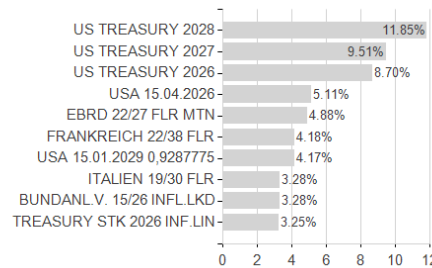 US TREASURY 2028 11.85%
US TREASURY 2027 9.51%
US TREASURY 2026 8.70%
USA 15.04.2026 5.11%
EBRD 22/27 FLR MTN 4.88%
FRANKREICH 22/38 FLR 4.18%
USA 15.01.2029 0,9287775 4.17%
ITALIEN 19/30 FLR 3.28%
BUNDANL.V. 15/26 INFL.LKD 3.28%
TREASURY STK 2026 INF.LIN 3.25%
0 2 4 6 8 10 12